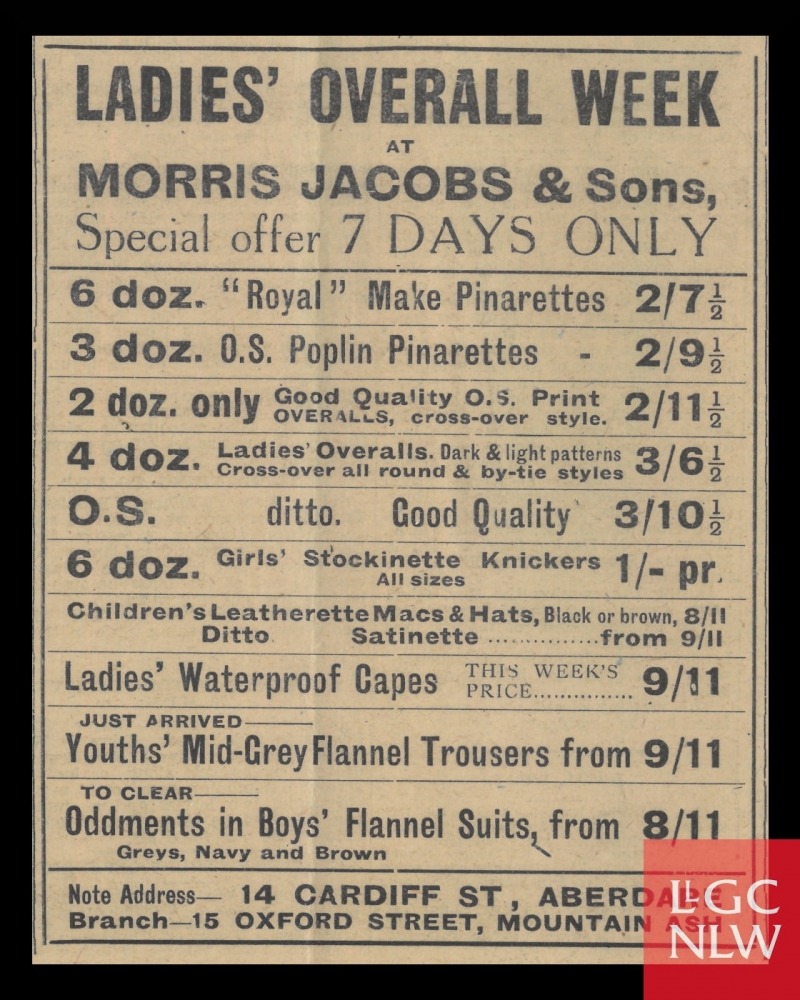 LADIES' OVERALL WEEK
AT
MORRIS JACOBS & Sons,
Special offer 7 DAYS ONLY
6 doz. "Royal" Make Pinarettes 2/7½
3 doz. O.S. Poplin Pinarettes - 2/9½
2 doz. only Good Quality O.S. Print
OVERALLS, cross-over style. 2/11½
4 doz. Ladies' Overalls. Dark & light patterns
Cross-over all round & by-tie styles 3/6½
O.S. ditto. Good Quality 3/10½
6 doz. Girls' Stockinette Knickers 1/- pr.
All sizes
Children's Leatherette Macs & Hats, Black or brown, 8/11
Ditto Satinette ............... from 9/11
Ladies' Waterproof Capes THIS WEEK'S
PRICE............... 9/11
JUST ARRIVED——
Youths' Mid-Grey Flannel Trousers from 9/11
TO CLEAR——
Oddments in Boys' Flannel Suits, from 8/11
Greys, Navy and Brown
Note Address— 14 CARDIFF ST, ABERDARE
Branch—15 OXFORD STREET, MOUNTAIN ASH
LLGC
NLW